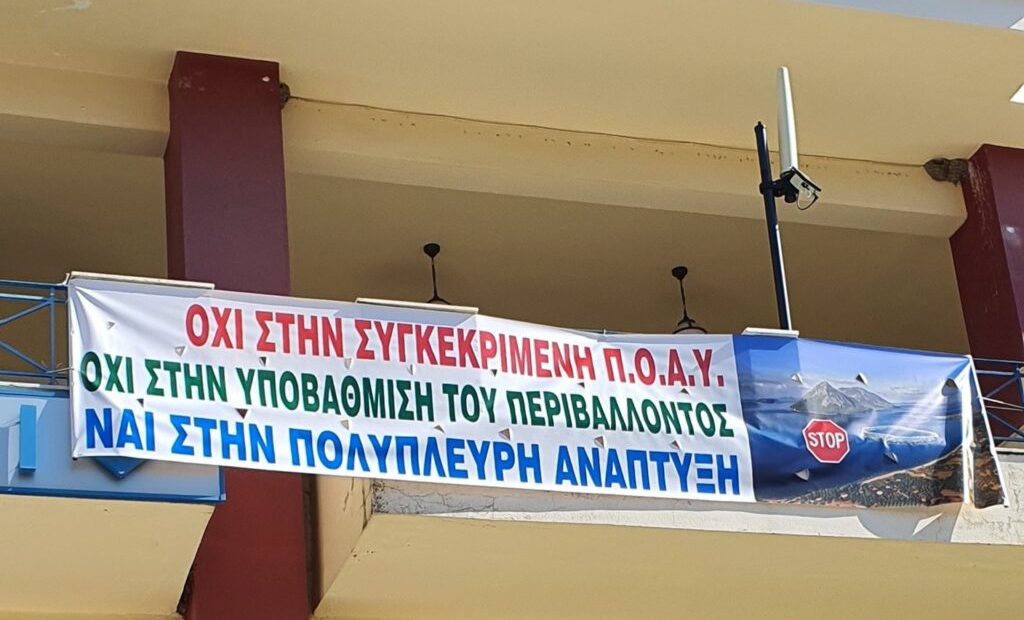 ΟΧΙ ΣΤΗΝ ΣΥΓΚΕΚΡΙΜΕΝΗ Π.Ο.Α.Υ.
ΟΧΙ ΣΤΗΝ ΥΠΟΒΑΘΜΙΣΗ ΤΟΥ ΠΕΡΙΒΑΛΛΟΝΤΟΣ
ΝΑΙ ΣΤΗΝ ΠΟΛΥΠΛΕΥΡΗ ΑΝΑΠΤΥΞΗ
STOP